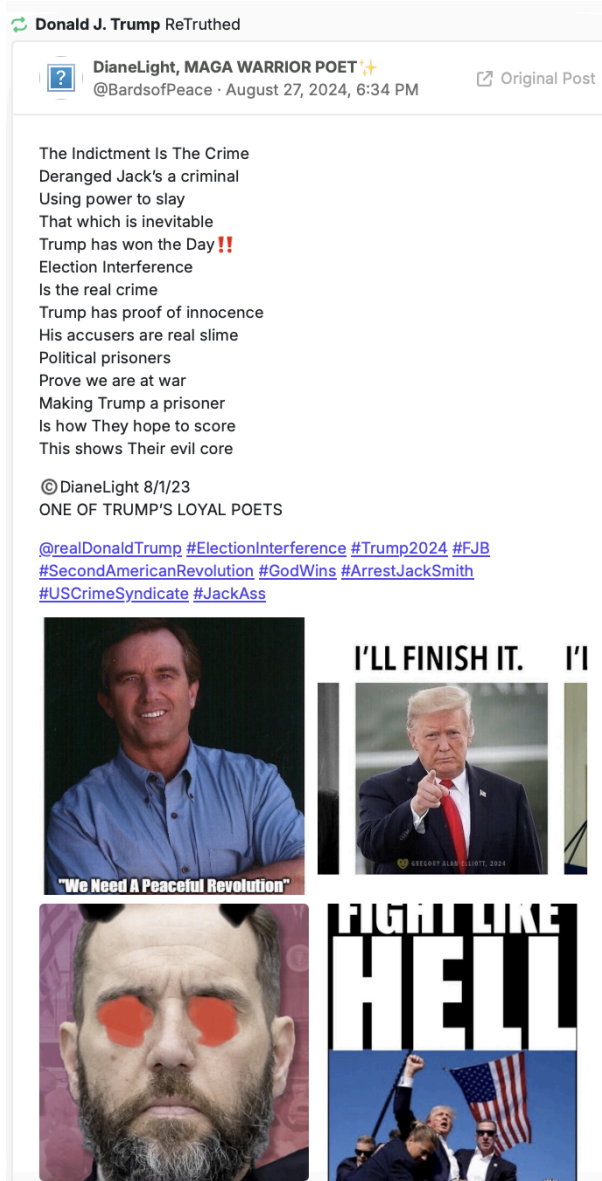 Donald J. Trump ReTruthed
DianeLight, MAGA WARRIOR POET✨
@BardsofPeace · August 27, 2024, 6:34 PM
Original Post
The Indictment Is The Crime
Deranged Jack’s a criminal
Using power to slay
That which is inevitable
Trump has won the Day‼️
Election Interference
Is the real crime
Trump has proof of innocence
His accusers are real slime
Political prisoners
Prove we are at war
Making Trump a prisoner
Is how They hope to score
This shows Their evil core
©️DianeLight 8/1/23
ONE OF TRUMP’S LOYAL POETS
@realDonaldTrump #ElectionInterference #Trump2024 #FJB
#SecondAmericanRevolution #GodWins #ArrestJackSmith
#USCrimeSyndicate #JackAss
I’LL FINISH IT.
I’l
GREGORY ALAN ELLIOTT, 2024
"We Need A Peaceful Revolution"
FIGHT LIKE
HELL